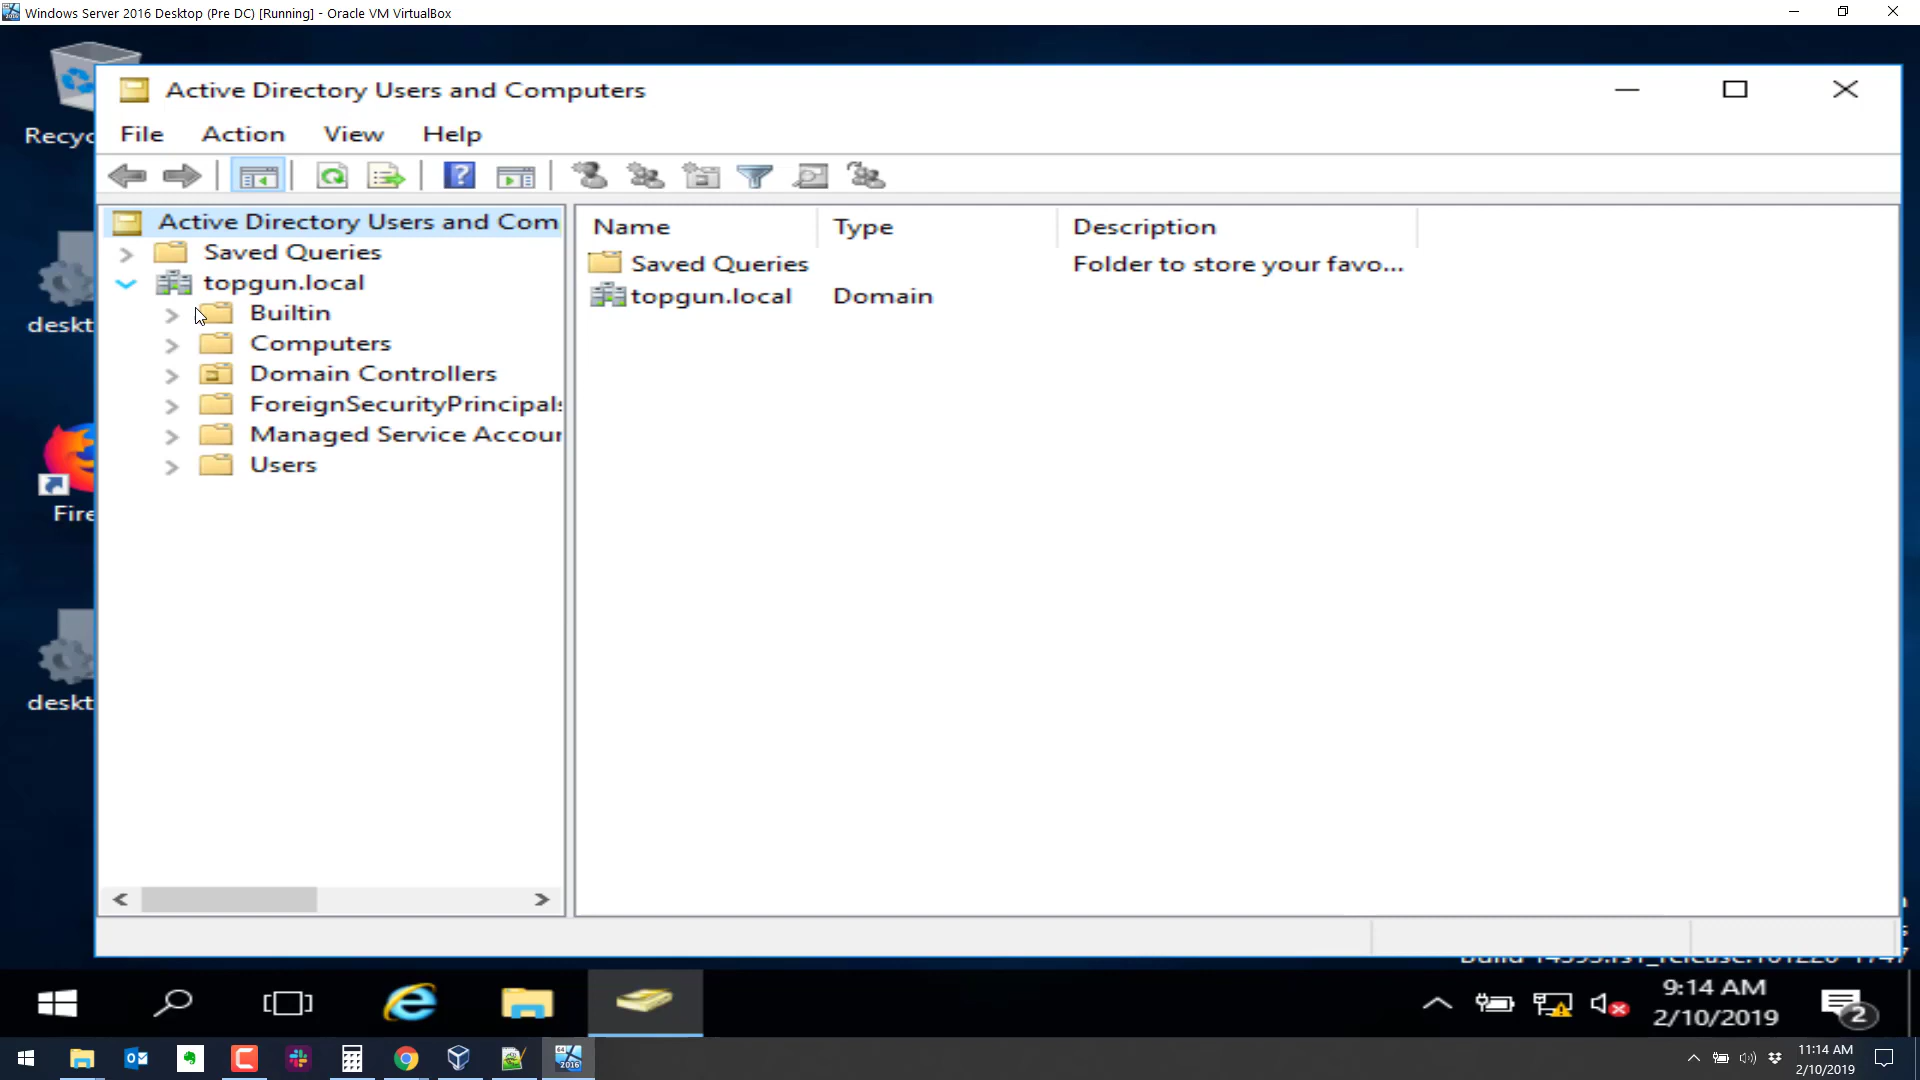 Windows Server 2016 Desktop (Pre DC) [Running] - Oracle VM VirtualBox
Active Directory Users and Computers
File Action View Help
Active Directory Users and Com
Saved Queries
topgun.local
Builtin
Computers
Domain Controllers
ForeignSecurityPrincipals
Managed Service Accour
Users
Name Type Description
Saved Queries Folder to store your favo...
topgun.local Domain
Recyc
deskt
Fire
deskt
9:14 AM
2/10/2019
2
2016
11:14 AM
2/10/2019